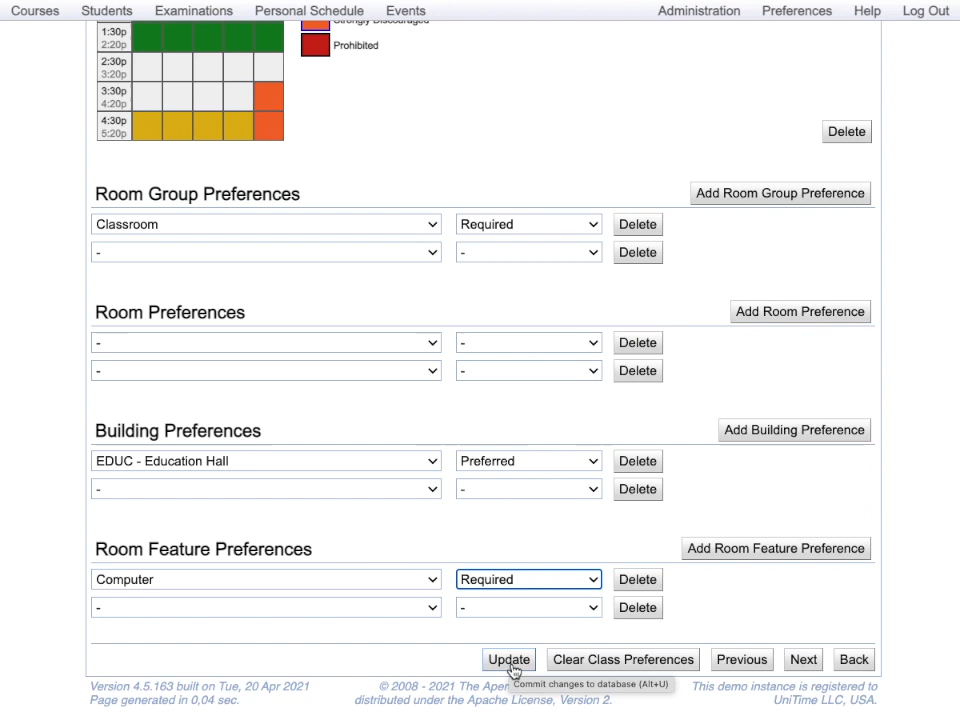 Courses Students Examinations Personal Schedule Events Administration Preferences Help Log Out
Strongly Discouraged
1:30p
2:20p
Prohibited
2:30p
3:20p
3:30p
4:20p
4:30p
5:20p
Delete
Room Group Preferences Add Room Group Preference
Classroom Required Delete
- - Delete
Room Preferences Add Room Preference
- - Delete
- - Delete
Building Preferences Add Building Preference
EDUC - Education Hall Preferred Delete
- - Delete
Room Feature Preferences Add Room Feature Preference
Computer Required Delete
- - Delete
Update Clear Class Preferences Previous Next Back
Commit changes to database (Alt+U)
Version 4.5.163 built on Tue, 20 Apr 2021 © 2008 - 2021 The This demo instance is registered to
Page generated in 0,04 sec. distributed under the Apache License, Version 2. UniTime LLC, USA.